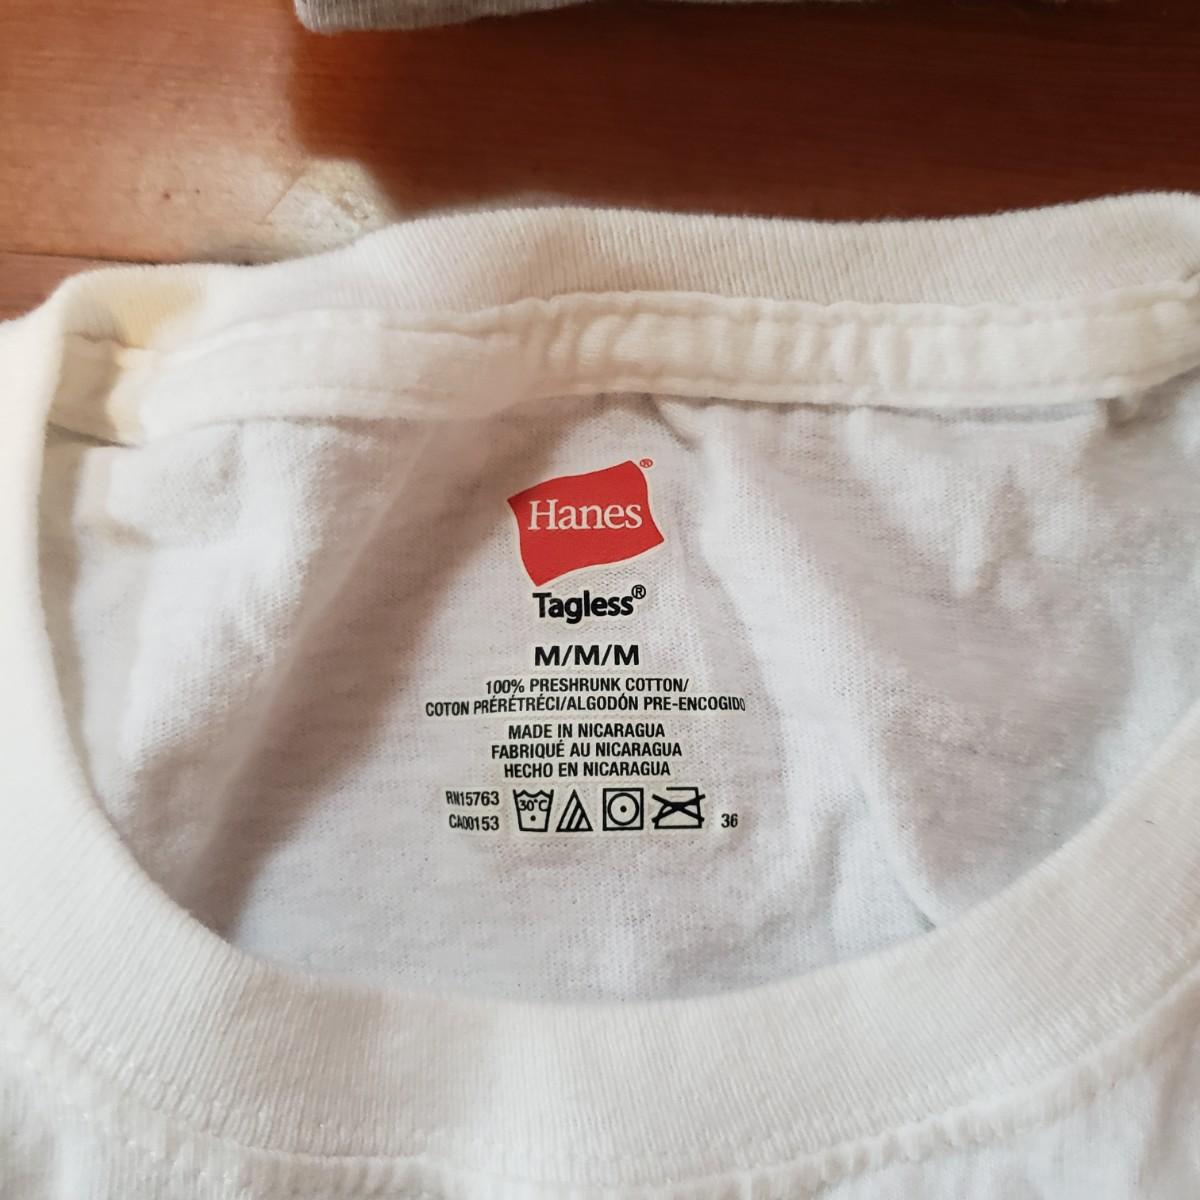 Hanes®
Tagless®
M/M/M
100% PRESHRUNK COTTON/
COTON PRÉRÉTRÉCI/ALGODÓN PRE-ENCOGIDO
MADE IN NICARAGUA
FABRIQUÉ AU NICARAGUA
HECHO EN NICARAGUA
RN15763
CA00153
30°C
36